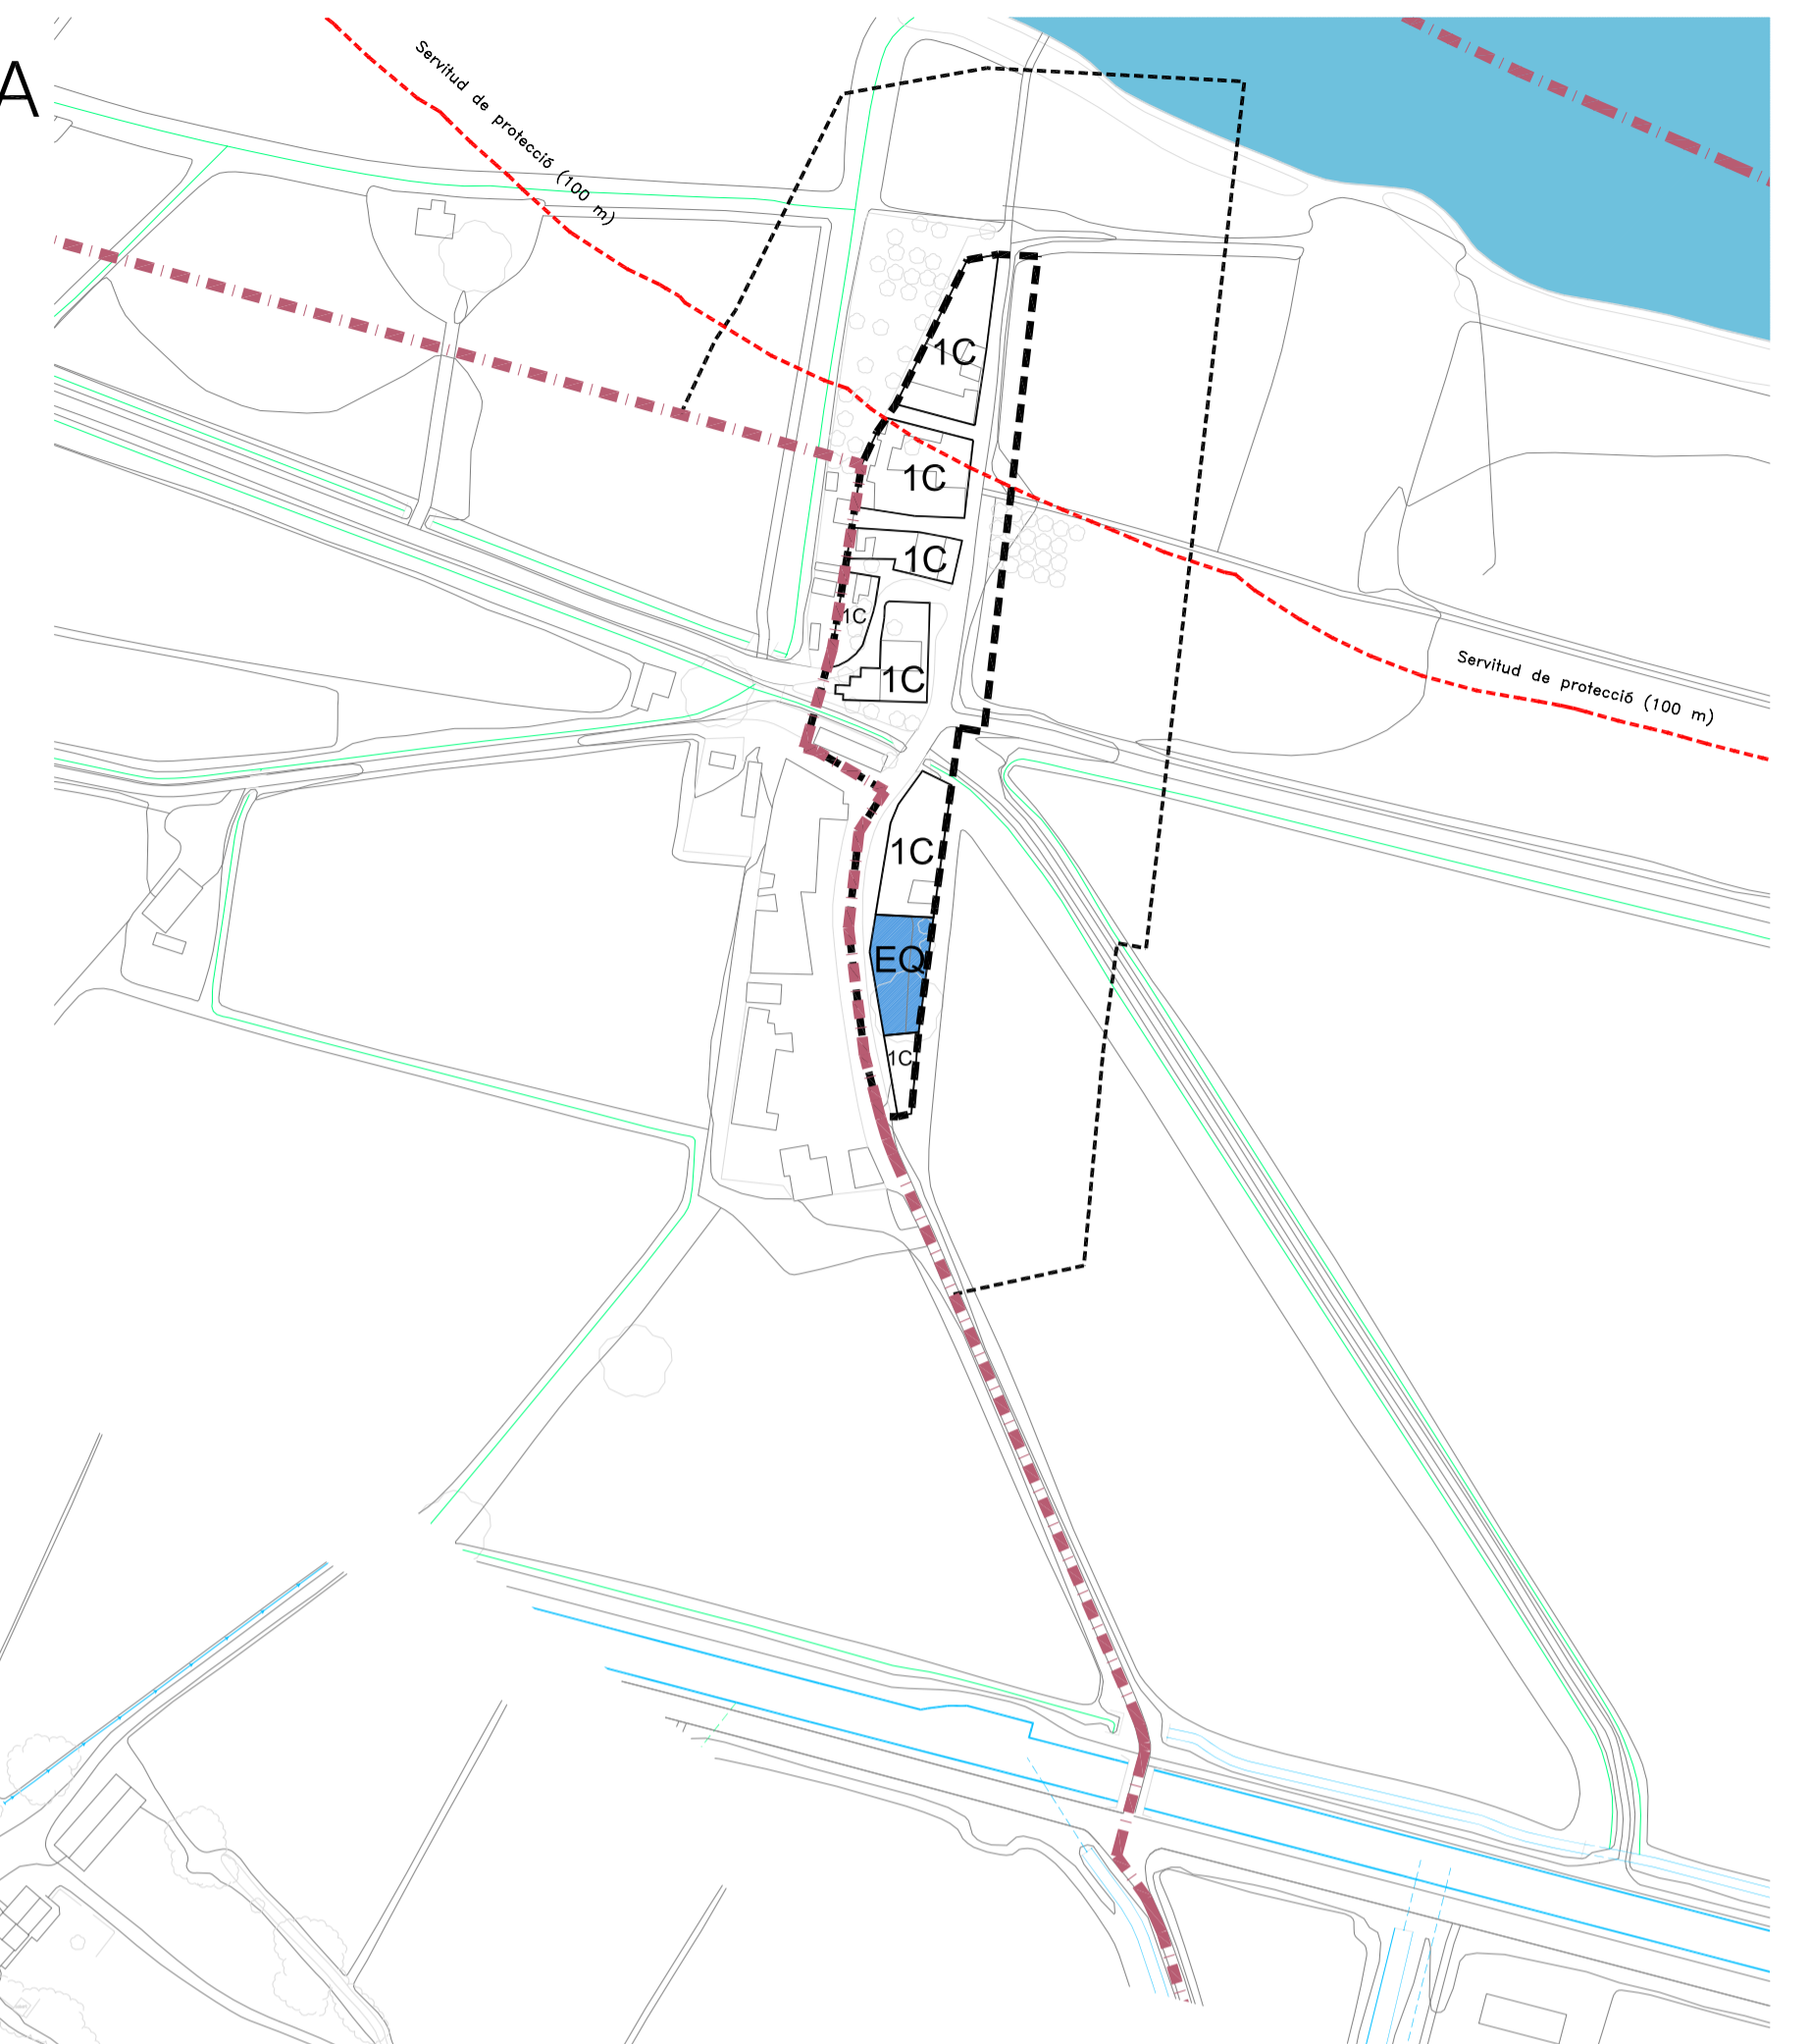 A
Servitud de protecció (100 m)
1C
1C
1C
1C
1C
Servitud de protecció (100 m)
1C
EQ
1C